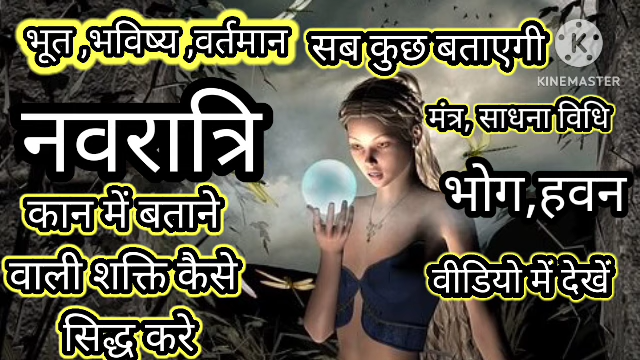 भूत ,भविष्य ,वर्तमान सब कुछ बताएगी
KINEMASTER
नवरात्रि
मंत्र, साधना विधि
भोग,हवन
कान में बताने
वाली शक्ति कैसे
सिद्ध करे
वीडियो में देखें